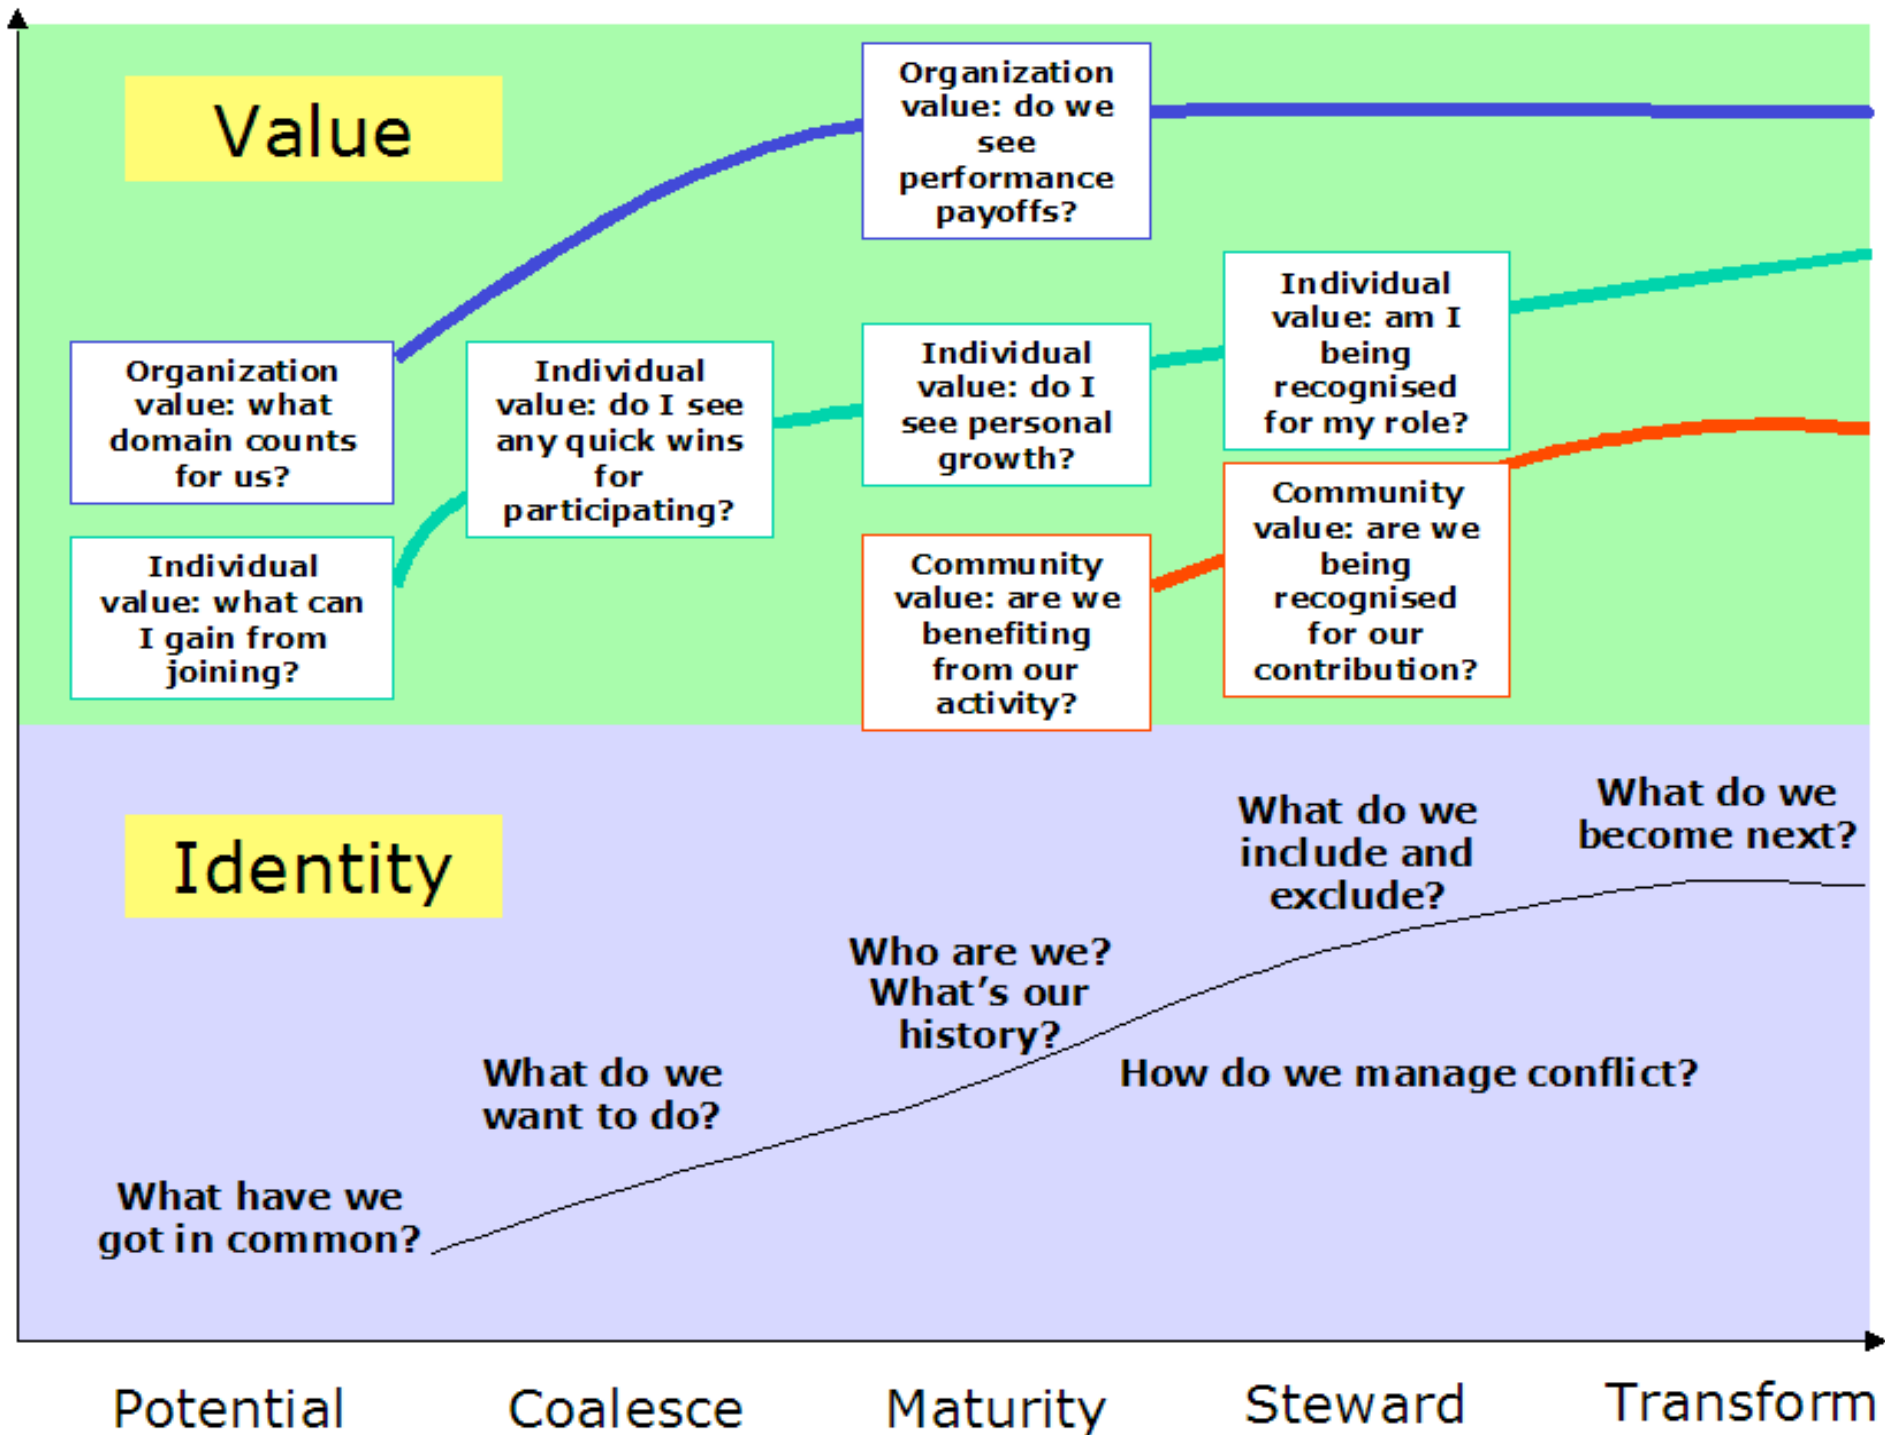 Value
Organization
value: do we
see
performance
payoffs?
Organization
value: what
domain counts
for us?
Individual
value: do I see
any quick wins
for
participating?
Individual
value: do I
see personal
growth?
Individual
value: am I
being
recognised
for my role?
Individual
value: what can
I gain from
joining?
Community
value: are we
benefiting
from our
activity?
Community
value: are we
being
recognised
for our
contribution?
Identity
What have we
got in common?
What do we
want to do?
Who are we?
What's our
history?
How do we manage conflict?
What do we
include and
exclude?
What do we
become next?
Potential
Coalesce
Maturity
Steward
Transform